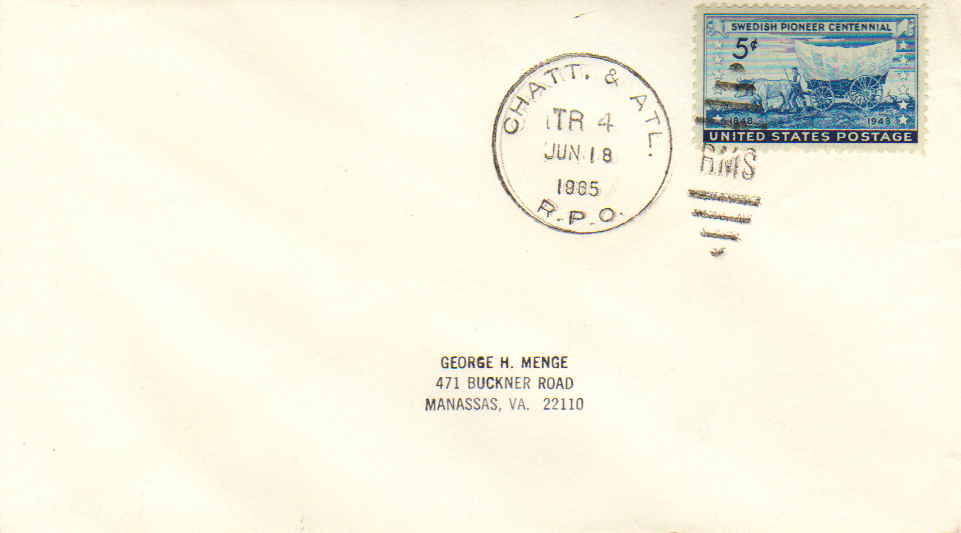 SWEDISH PIONEER CENTENNIAL
5¢
1848 1948
UNITED STATES POSTAGE
CHATT. & ATL.
TR 4
JUN 18
1965
R.P.O.
RMS
GEORGE H. MENGE
471 BUCKNER ROAD
MANASSAS, VA. 22110